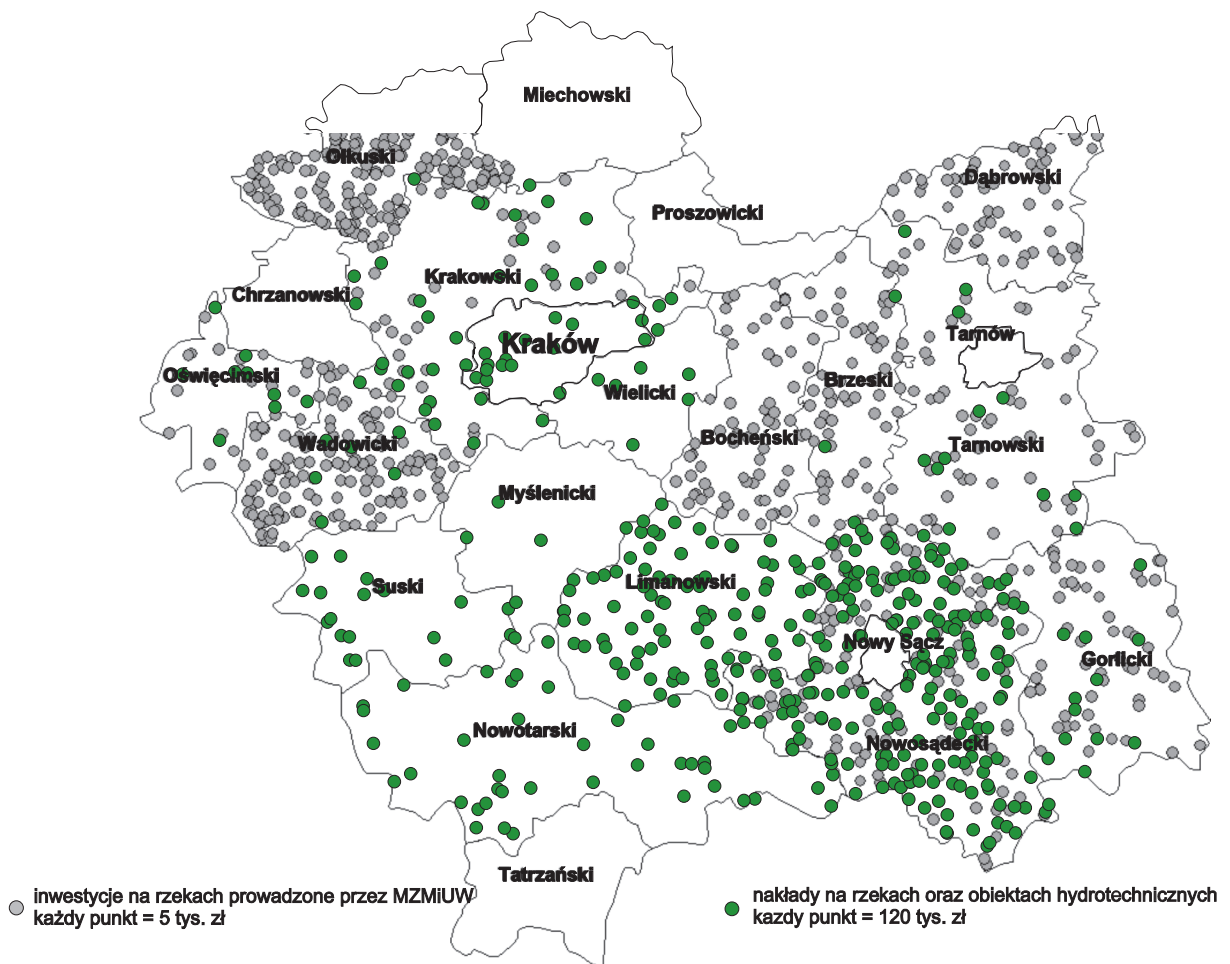 Miechowski
Olkuski
Dąbrowski
Proszowicki
Krakowski
Chrzanowski
Tarnów
Kraków
Oświęcimski
Brzeski
Wielicki
Wadowicki
Bocheński
Tarnowski
Myślenicki
Limanowski
Suski
Nowy Sącz
Gorlicki
Nowotarski
Nowosądecki
Tatrzański
inwestycje na rzekach prowadzone przez MZMiUW
każdy punkt = 5 tys. zł
nakłady na rzekach oraz obiektach hydrotechnicznych
kazdy punkt = 120 tys. zł